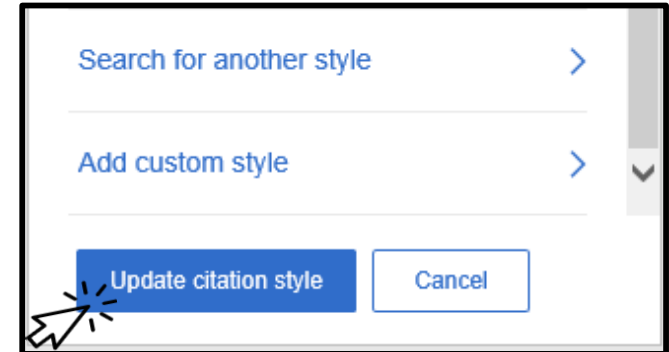 Search for another style
Add custom style
Update citation style
Cancel